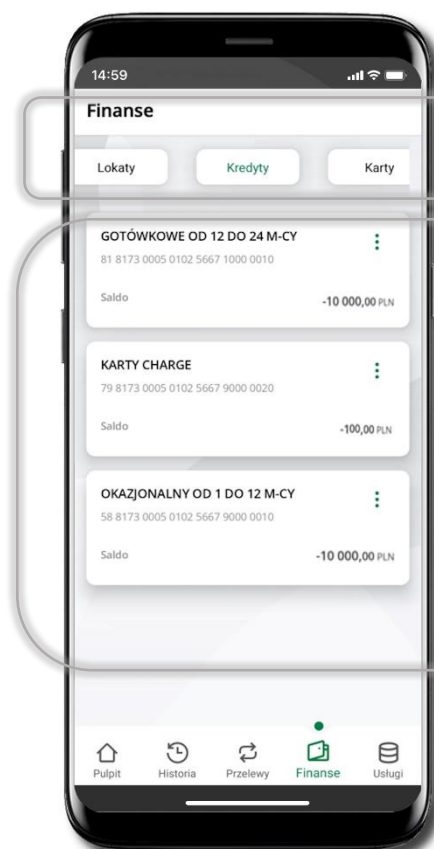 14:59
Finanse
Lokaty Kredyty Karty
GOTÓWKOWE OD 12 DO 24 M-CY
81 8173 0005 0102 5667 1000 0010
Saldo -10 000,00 PLN
KARTY CHARGE
79 8173 0005 0102 5667 9000 0020
Saldo -100,00 PLN
OKAZJONALNY OD 1 DO 12 M-CY
58 8173 0005 0102 5667 9000 0010
Saldo -10 000,00 PLN
Pulpit Historia Przelewy Finanse Usługi